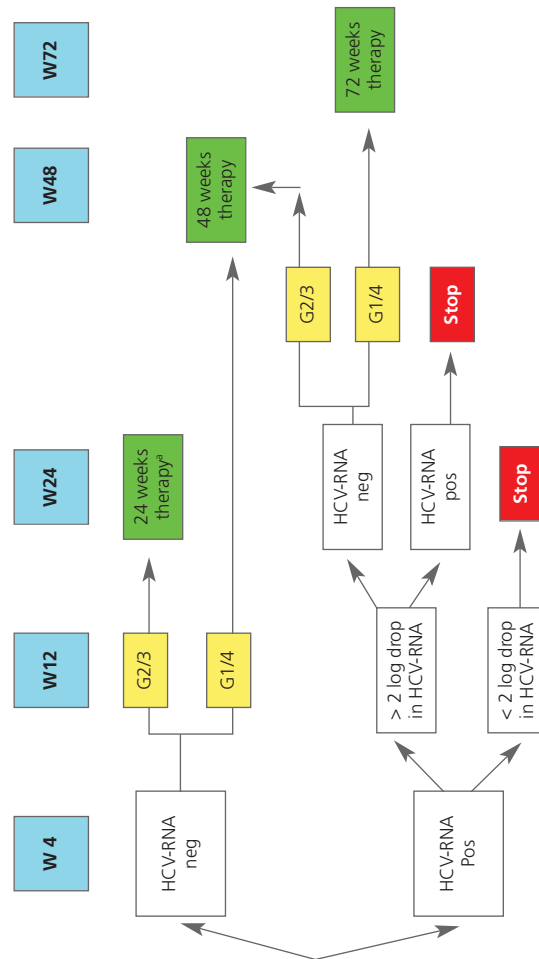 W 4
W12
W24
W48
W72
HCV-RNA
neg
G2/3
24 weeks
therapyᵃ
G1/4
48 weeks
therapy
HCV-RNA
Pos
> 2 log drop
in HCV-RNA
HCV-RNA
neg
G2/3
G1/4
72 weeks
therapy
HCV-RNA
pos
Stop
< 2 log drop
in HCV-RNA
Stop